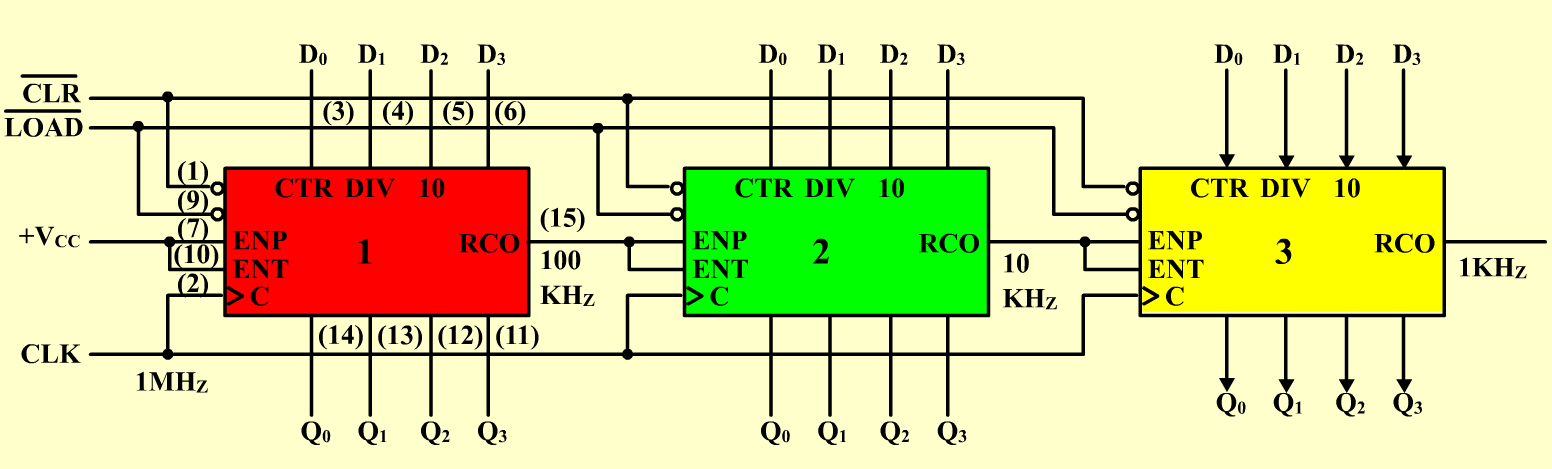 D₀ D₁ D₂ D₃ D₀ D₁ D₂ D₃ D₀ D₁ D₂ D₃
CLR
(3) (4) (5) (6)
LOAD
(1)
CTR DIV 10 CTR DIV 10 CTR DIV 10
(9)
(15)
+VCC (7) ENP 1 RCO ENP 2 RCO ENP 3 RCO
(10) ENT 100 ENT 10 ENT 1KHZ
(2) C KHZ C KHZ C
(14) (13) (12) (11)
CLK
1MHZ
Q₀ Q₁ Q₂ Q₃
Q₀ Q₁ Q₂ Q₃ Q₀ Q₁ Q₂ Q₃